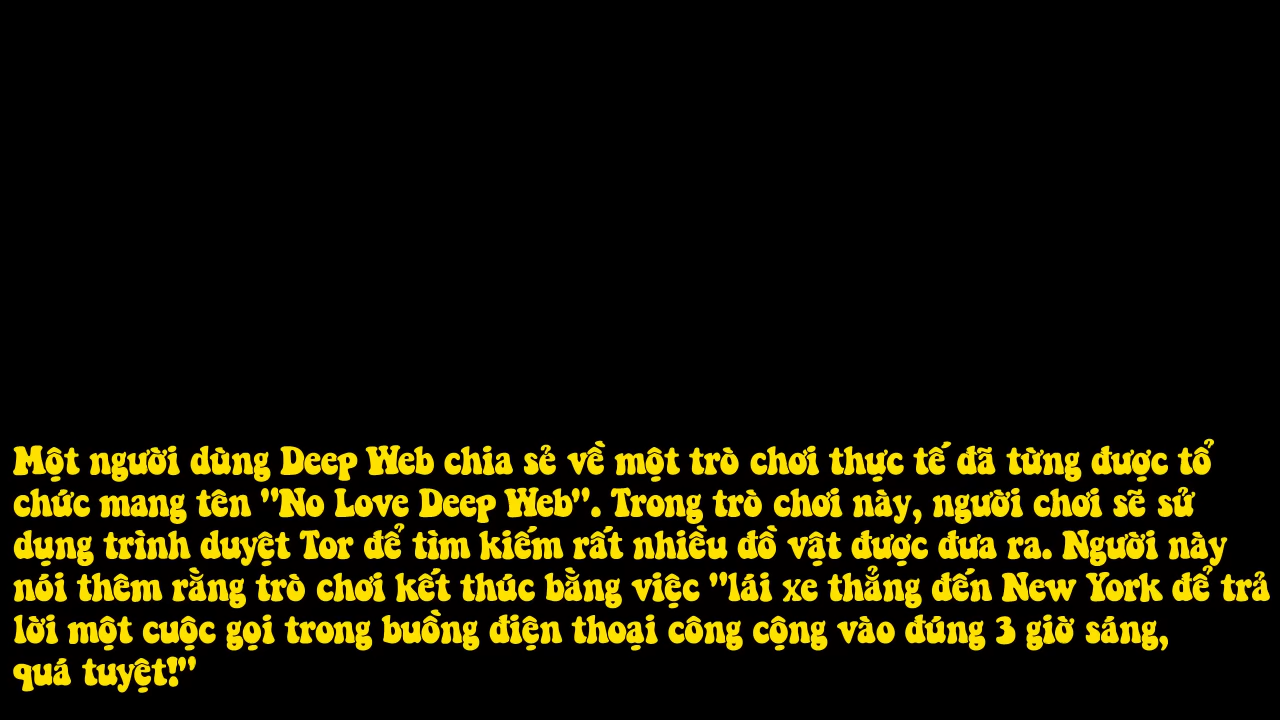 Một người dùng Deep Web chia sẻ về một trò chơi thực tế đã từng được tổ
chức mang tên "No Love Deep Web". Trong trò chơi này, người chơi sẽ sử
dụng trình duyệt Tor để tìm kiếm rất nhiều đồ vật được đưa ra. Người này
nói thêm rằng trò chơi kết thúc bằng việc "lái xe thẳng đến New York để trả
lời một cuộc gọi trong buồng điện thoại công cộng vào đúng 3 giờ sáng,
quá tuyệt!"